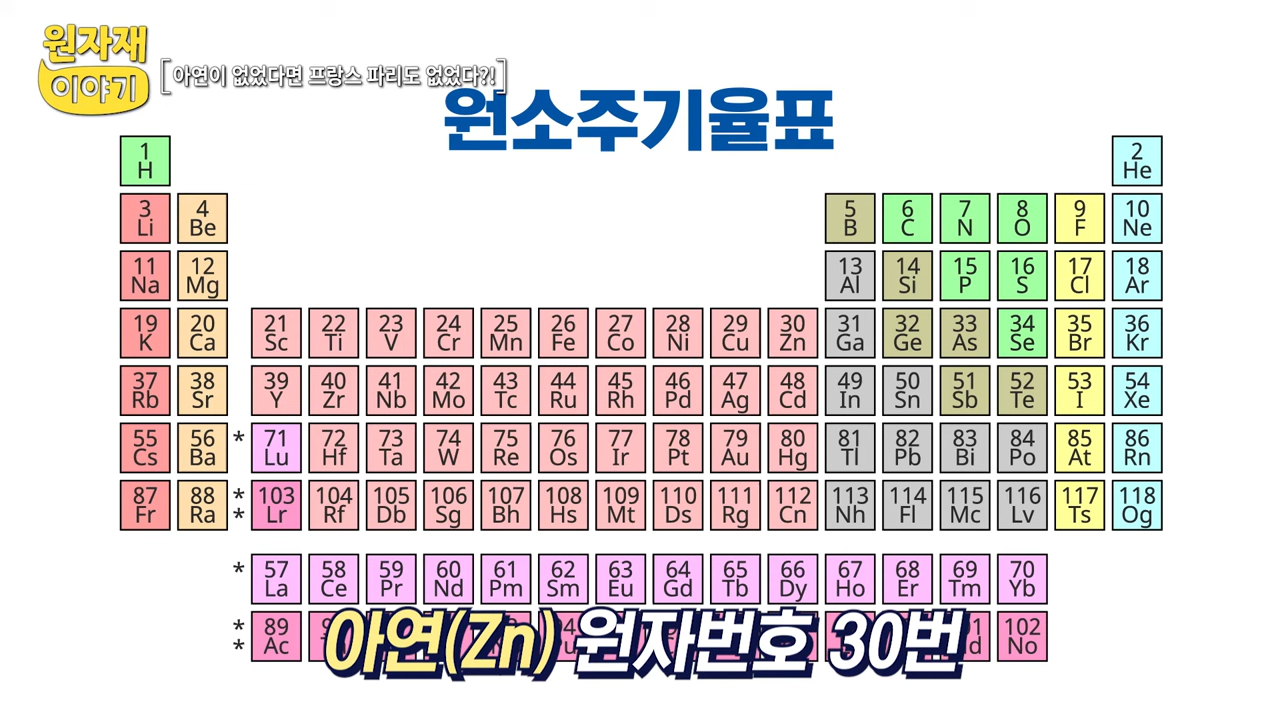 원자재
이야기
아연이 없었다면 프랑스 파리도 없었다?!
원소주기율표
1 H 2 He
3 Li 4 Be 5 B 6 C 7 N 8 O 9 F 10 Ne
11 Na 12 Mg 13 Al 14 Si 15 P 16 S 17 Cl 18 Ar
19 K 20 Ca 21 Sc 22 Ti 23 V 24 Cr 25 Mn 26 Fe 27 Co 28 Ni 29 Cu 30 Zn 31 Ga 32 Ge 33 As 34 Se 35 Br 36 Kr
37 Rb 38 Sr 39 Y 40 Zr 41 Nb 42 Mo 43 Tc 44 Ru 45 Rh 46 Pd 47 Ag 48 Cd 49 In 50 Sn 51 Sb 52 Te 53 I 54 Xe
55 Cs 56 Ba * 71 Lu 72 Hf 73 Ta 74 W 75 Re 76 Os 77 Ir 78 Pt 79 Au 80 Hg 81 Tl 82 Pb 83 Bi 84 Po 85 At 86 Rn
87 Fr 88 Ra * * 103 Lr 104 Rf 105 Db 106 Sg 107 Bh 108 Hs 109 Mt 110 Ds 111 Rg 112 Cn 113 Nh 114 Fl 115 Mc 116 Lv 117 Ts 118 Og
* 57 La 58 Ce 59 Pr 60 Nd 61 Pm 62 Sm 63 Eu 64 Gd 65 Tb 66 Dy 67 Ho 68 Er 69 Tm 70 Yb
* * 89 Ac 102 No
아연(Zn) 원자번호 30번